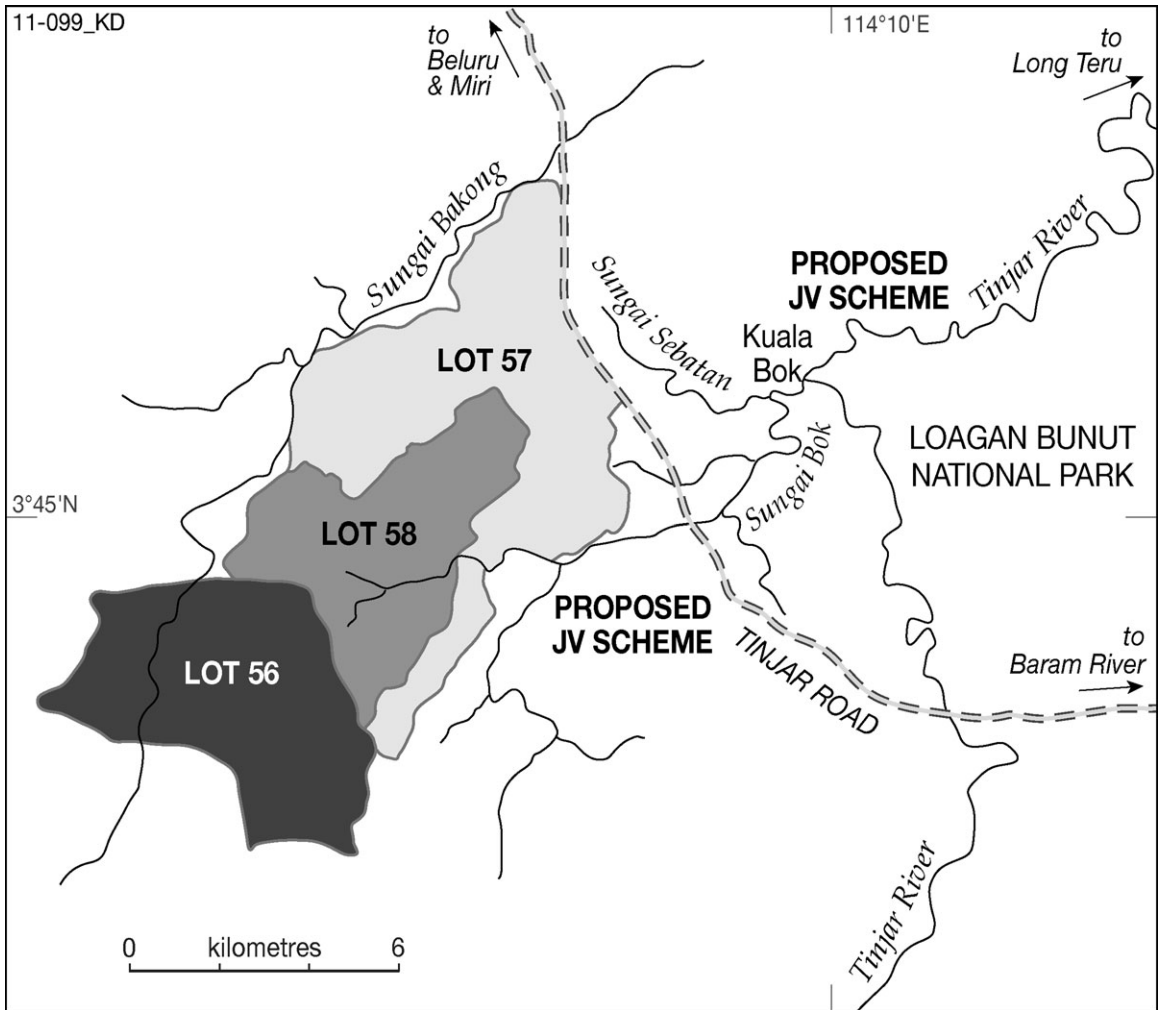 11-099_KD
to
Beluru
& Miri
114°10'E
to
Long Teru
Sungai Bakong
Sungai Sebatan
PROPOSED
JV SCHEME
Tinjar River
Kuala
Bok
LOT 57
LOAGAN BUNUT
NATIONAL PARK
Sungai Bok
3°45'N
LOT 58
PROPOSED
JV SCHEME
TINJAR ROAD
to
Baram River
LOT 56
Tinjar River
0 kilometres 6